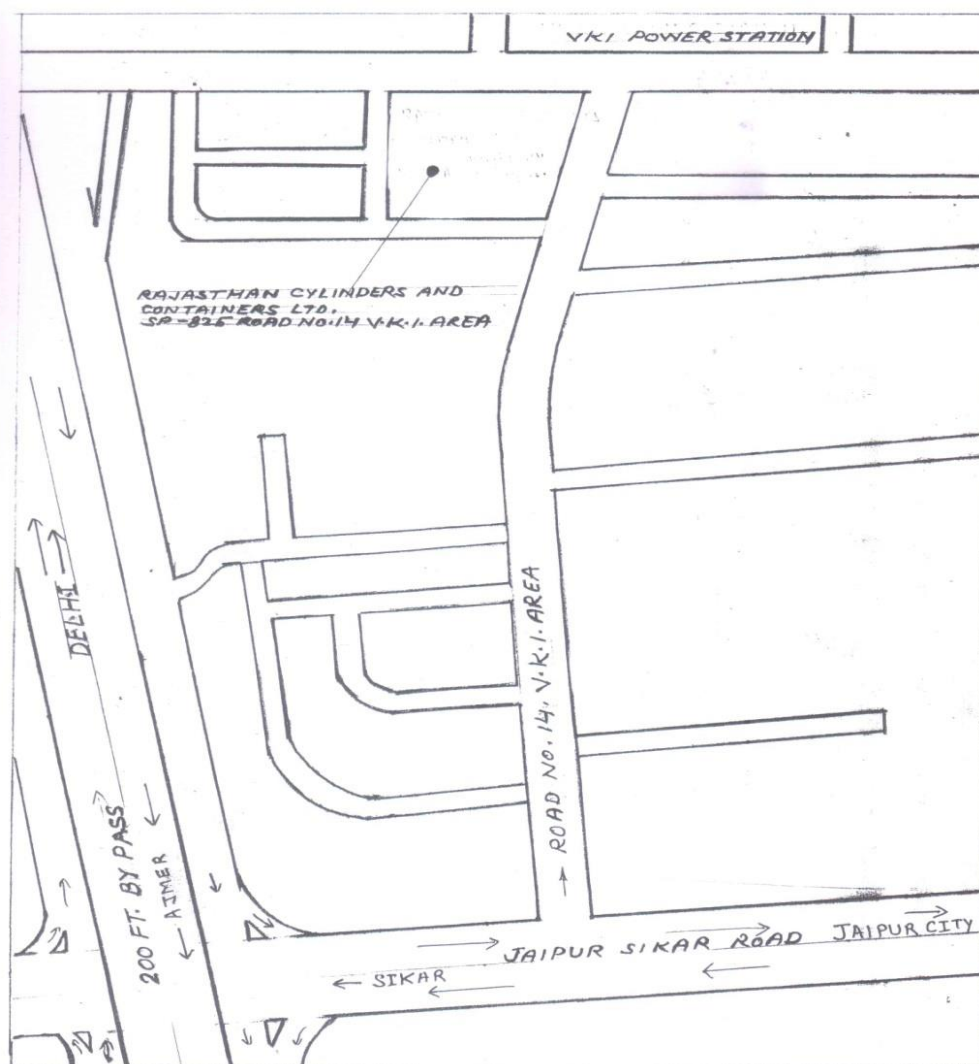 VKI POWER STATION
RAJASTHAN CYLINDERS AND
CONTAINERS LTD.
SP-825 ROAD NO.14 V.K.I. AREA
DELHI
ROAD NO. 14. V.K.I. AREA
200 FT. BY PASS
AJMER
JAIPUR SIKAR ROAD
JAIPUR CITY
SIKAR